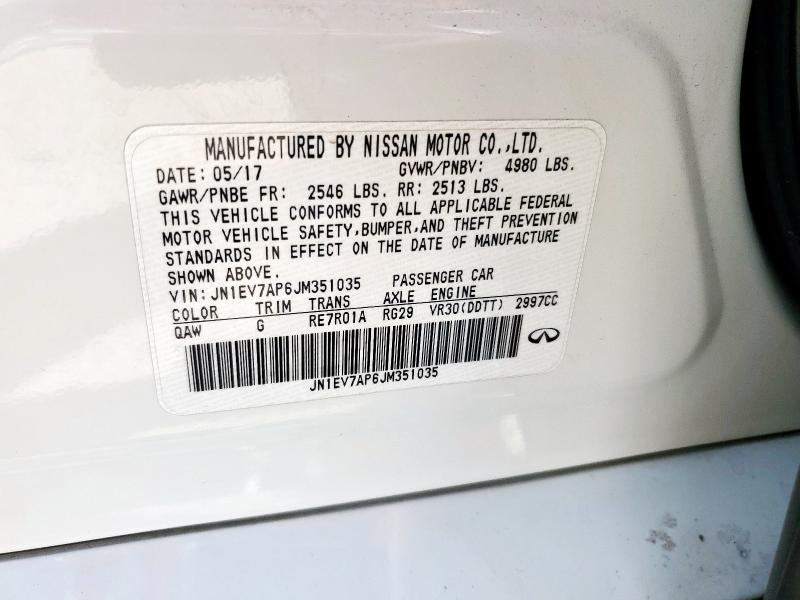 MANUFACTURED BY NISSAN MOTOR CO.,LTD.
DATE: 05/17 GVWR/PNBV: 4980 LBS.
GAWR/PNBE FR: 2546 LBS. RR: 2513 LBS.
THIS VEHICLE CONFORMS TO ALL APPLICABLE FEDERAL
MOTOR VEHICLE SAFETY,BUMPER,AND THEFT PREVENTION
STANDARDS IN EFFECT ON THE DATE OF MANUFACTURE
SHOWN ABOVE.
VIN: JN1EV7AP6JM351035 PASSENGER CAR
COLOR TRIM TRANS AXLE ENGINE
QAW G RE7R01A RG29 VR30(DDTT) 2997CC
JN1EV7AP6JM351035